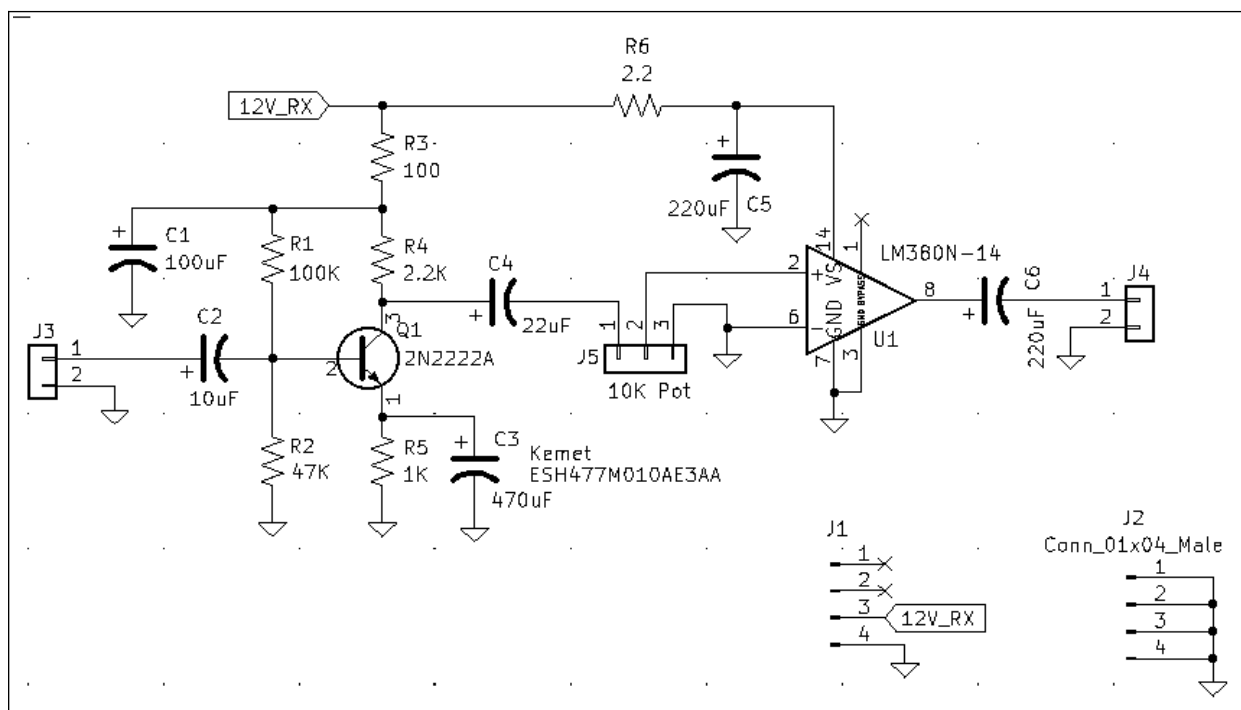 R6
2.2
12V_RX
R3
100
+
C1
100uF
R1
100K
R4
2.2K
+
220uF
C5
14
1
LM380N-14
VS
GND
BYPASS
GND
2
+
6
-
7
3
8
U1
C4
+
22uF
1
2
3
J5
10K Pot
C6
+
220uF
J4
1
2
J3
1
2
C2
+
10uF
3
Q1
2N2222A
2
1
R2
47K
R5
1K
+
C3
470uF
Kemet
ESH477M010AE3AA
J1
1
2
3
4
12V_RX
J2
Conn_01x04_Male
1
2
3
4